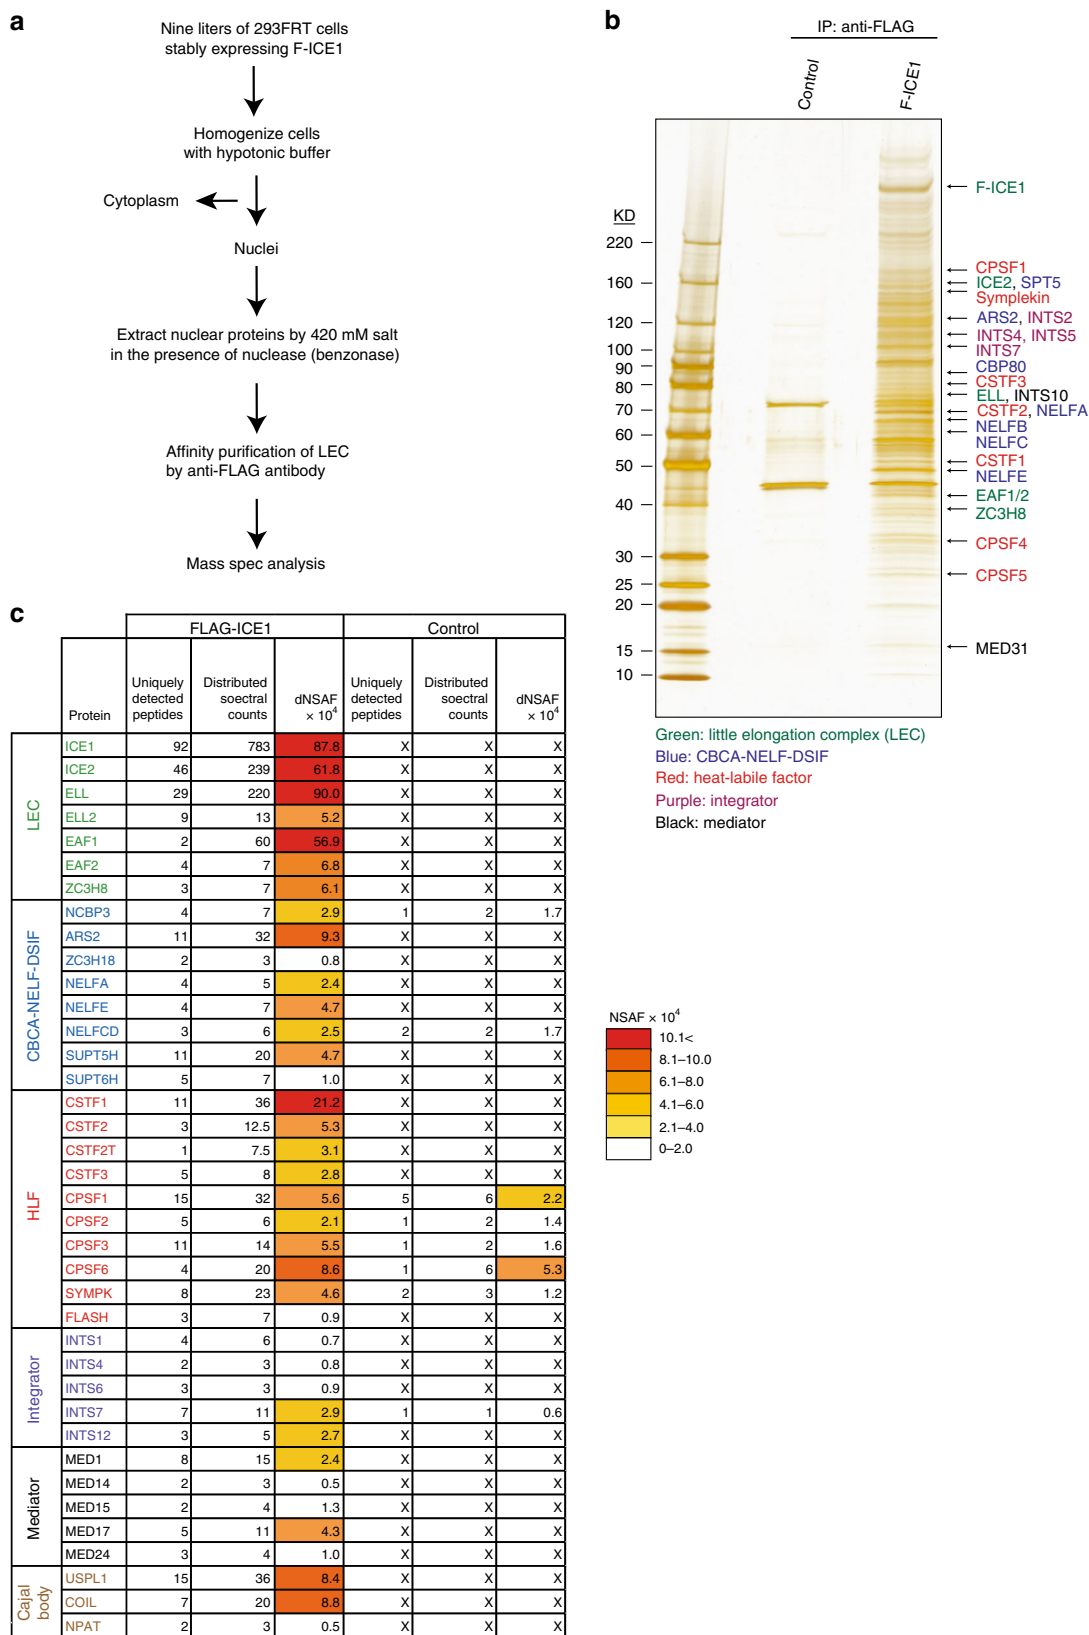 a
Nine liters of 293FRT cells
stably expressing F-ICE1
Homogenize cells
with hypotonic buffer
Cytoplasm
Nuclei
Extract nuclear proteins by 420 mM salt
in the presence of nuclease (benzonase)
Affinity purification of LEC
by anti-FLAG antibody
Mass spec analysis
b
IP: anti-FLAG
Control
F-ICE1
KD
220
160
120
100
90
80
70
60
50
40
30
25
20
15
10
F-ICE1
CPSF1
ICE2, SPT5
Symplekin
ARS2, INTS2
INTS4, INTS5
INTS7
CBP80
CSTF3
ELL, INTS10
CSTF2, NELFA
NELFB
NELFC
CSTF1
NELFE
EAF1/2
ZC3H8
CPSF4
CPSF5
MED31
Green: little elongation complex (LEC)
Blue: CBCA-NELF-DSIF
Red: heat-labile factor
Purple: integrator
Black: mediator
c
FLAG-ICE1 Control
Protein Uniquely detected peptides Distributed soectral counts dNSAF × 10⁴ Uniquely detected peptides Distributed soectral counts dNSAF × 10⁴
LEC
ICE1 92 783 87.8 X X X
ICE2 46 239 61.8 X X X
ELL 29 220 90.0 X X X
ELL2 9 13 5.2 X X X
EAF1 2 60 56.9 X X X
EAF2 4 7 6.8 X X X
ZC3H8 3 7 6.1 X X X
CBCA-NELF-DSIF
NCBP3 4 7 2.9 1 2 1.7
ARS2 11 32 9.3 X X X
ZC3H18 2 3 0.8 X X X
NELFA 4 5 2.4 X X X
NELFE 4 7 4.7 X X X
NELFCD 3 6 2.5 2 2 1.7
SUPT5H 11 20 4.7 X X X
SUPT6H 5 7 1.0 X X X
HLF
CSTF1 11 36 21.2 X X X
CSTF2 3 12.5 5.3 X X X
CSTF2T 1 7.5 3.1 X X X
CSTF3 5 8 2.8 X X X
CPSF1 15 32 5.6 5 6 2.2
CPSF2 5 6 2.1 1 2 1.4
CPSF3 11 14 5.5 1 2 1.6
CPSF6 4 20 8.6 1 6 5.3
SYMPK 8 23 4.6 2 3 1.2
FLASH 3 7 0.9 X X X
Integrator
INTS1 4 6 0.7 X X X
INTS4 2 3 0.8 X X X
INTS6 3 3 0.9 X X X
INTS7 7 11 2.9 1 1 0.6
INTS12 3 5 2.7 X X X
Mediator
MED1 8 15 2.4 X X X
MED14 2 3 0.5 X X X
MED15 2 4 1.3 X X X
MED17 5 11 4.3 X X X
MED24 3 4 1.0 X X X
Cajal
body
USPL1 15 36 8.4 X X X
COIL 7 20 8.8 X X X
NPAT 2 3 0.5 X X X
NSAF × 10⁴
10.1<
8.1–10.0
6.1–8.0
4.1–6.0
2.1–4.0
0–2.0